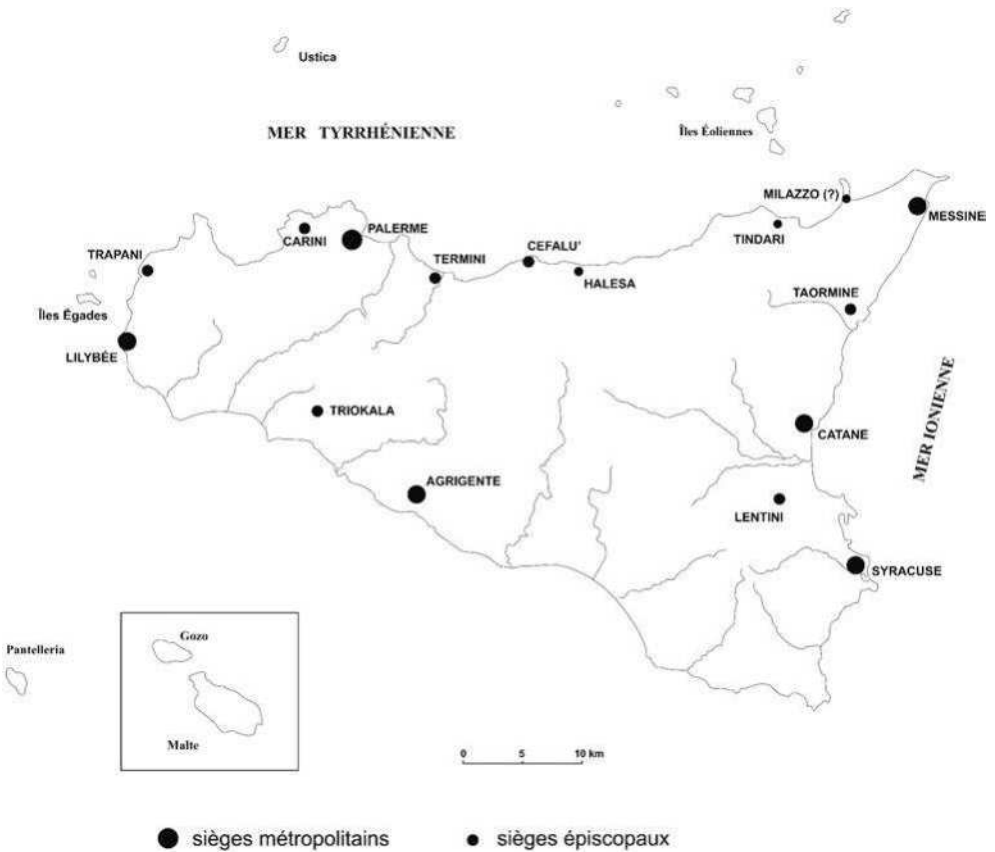 Ustica
MER TYRRHÉNIENNE
Îles Éoliennes
MILAZZO (?)
MESSINE
TINDARI
PALERME
CARINI
TRAPANI
TERMINI
CEFALU'
HALESA
TAORMINE
Îles Égades
LILYBÉE
MER IONIENNE
TRIOKALA
CATANE
AGRIGENTE
LENTINI
SYRACUSE
Pantelleria
Gozo
Malte
0 5 10 km
sièges métropolitains
sièges épiscopaux